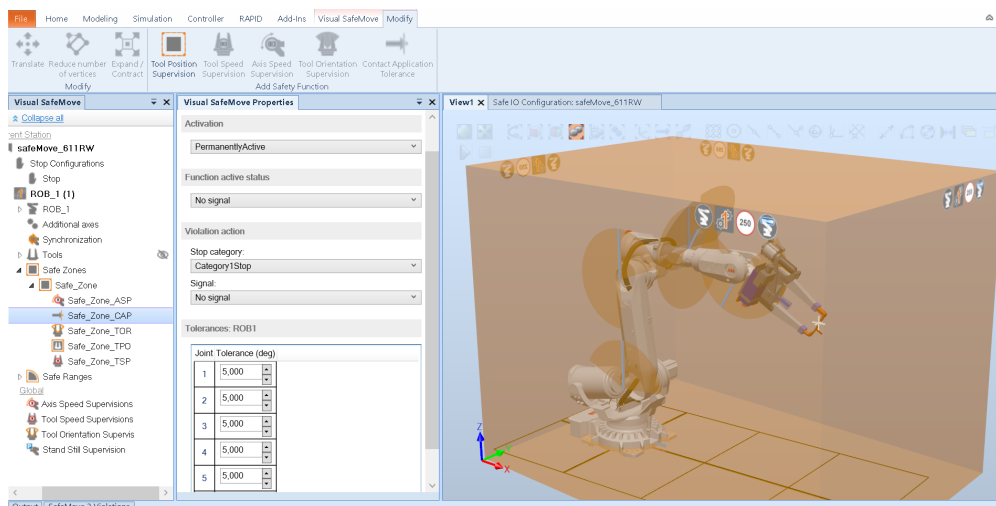 File Home Modeling Simulation Controller RAPID Add-Ins Visual SafeMove Modify
Translate Reduce number of vertices Expand / Contract Tool Position Supervision Tool Speed Supervision Axis Speed Supervision Tool Orientation Supervision Contact Application Tolerance
Modify Add Safety Function
Visual SafeMove
Collapse all
rent Station
safeMove_611RW
Stop Configurations
Stop
ROB_1 (1)
ROB_1
Additional axes
Synchronization
Tools
Safe Zones
Safe_Zone
Safe_Zone_ASP
Safe_Zone_CAP
Safe_Zone_TOR
Safe_Zone_TPO
Safe_Zone_TSP
Safe Ranges
Global
Axis Speed Supervisions
Tool Speed Supervisions
Tool Orientation Supervis
Stand Still Supervision
Visual SafeMove Properties
Activation
PermanentlyActive
Function active status
No signal
Violation action
Stop category:
Category1Stop
Signal:
No signal
Tolerances: ROB1
Joint Tolerance (deg)
1 5,000
2 5,000
3 5,000
4 5,000
5 5,000
View1 Safe IO Configuration: safeMove_611RW
250
Z
Y
X
Output SafeMove 2 Violations